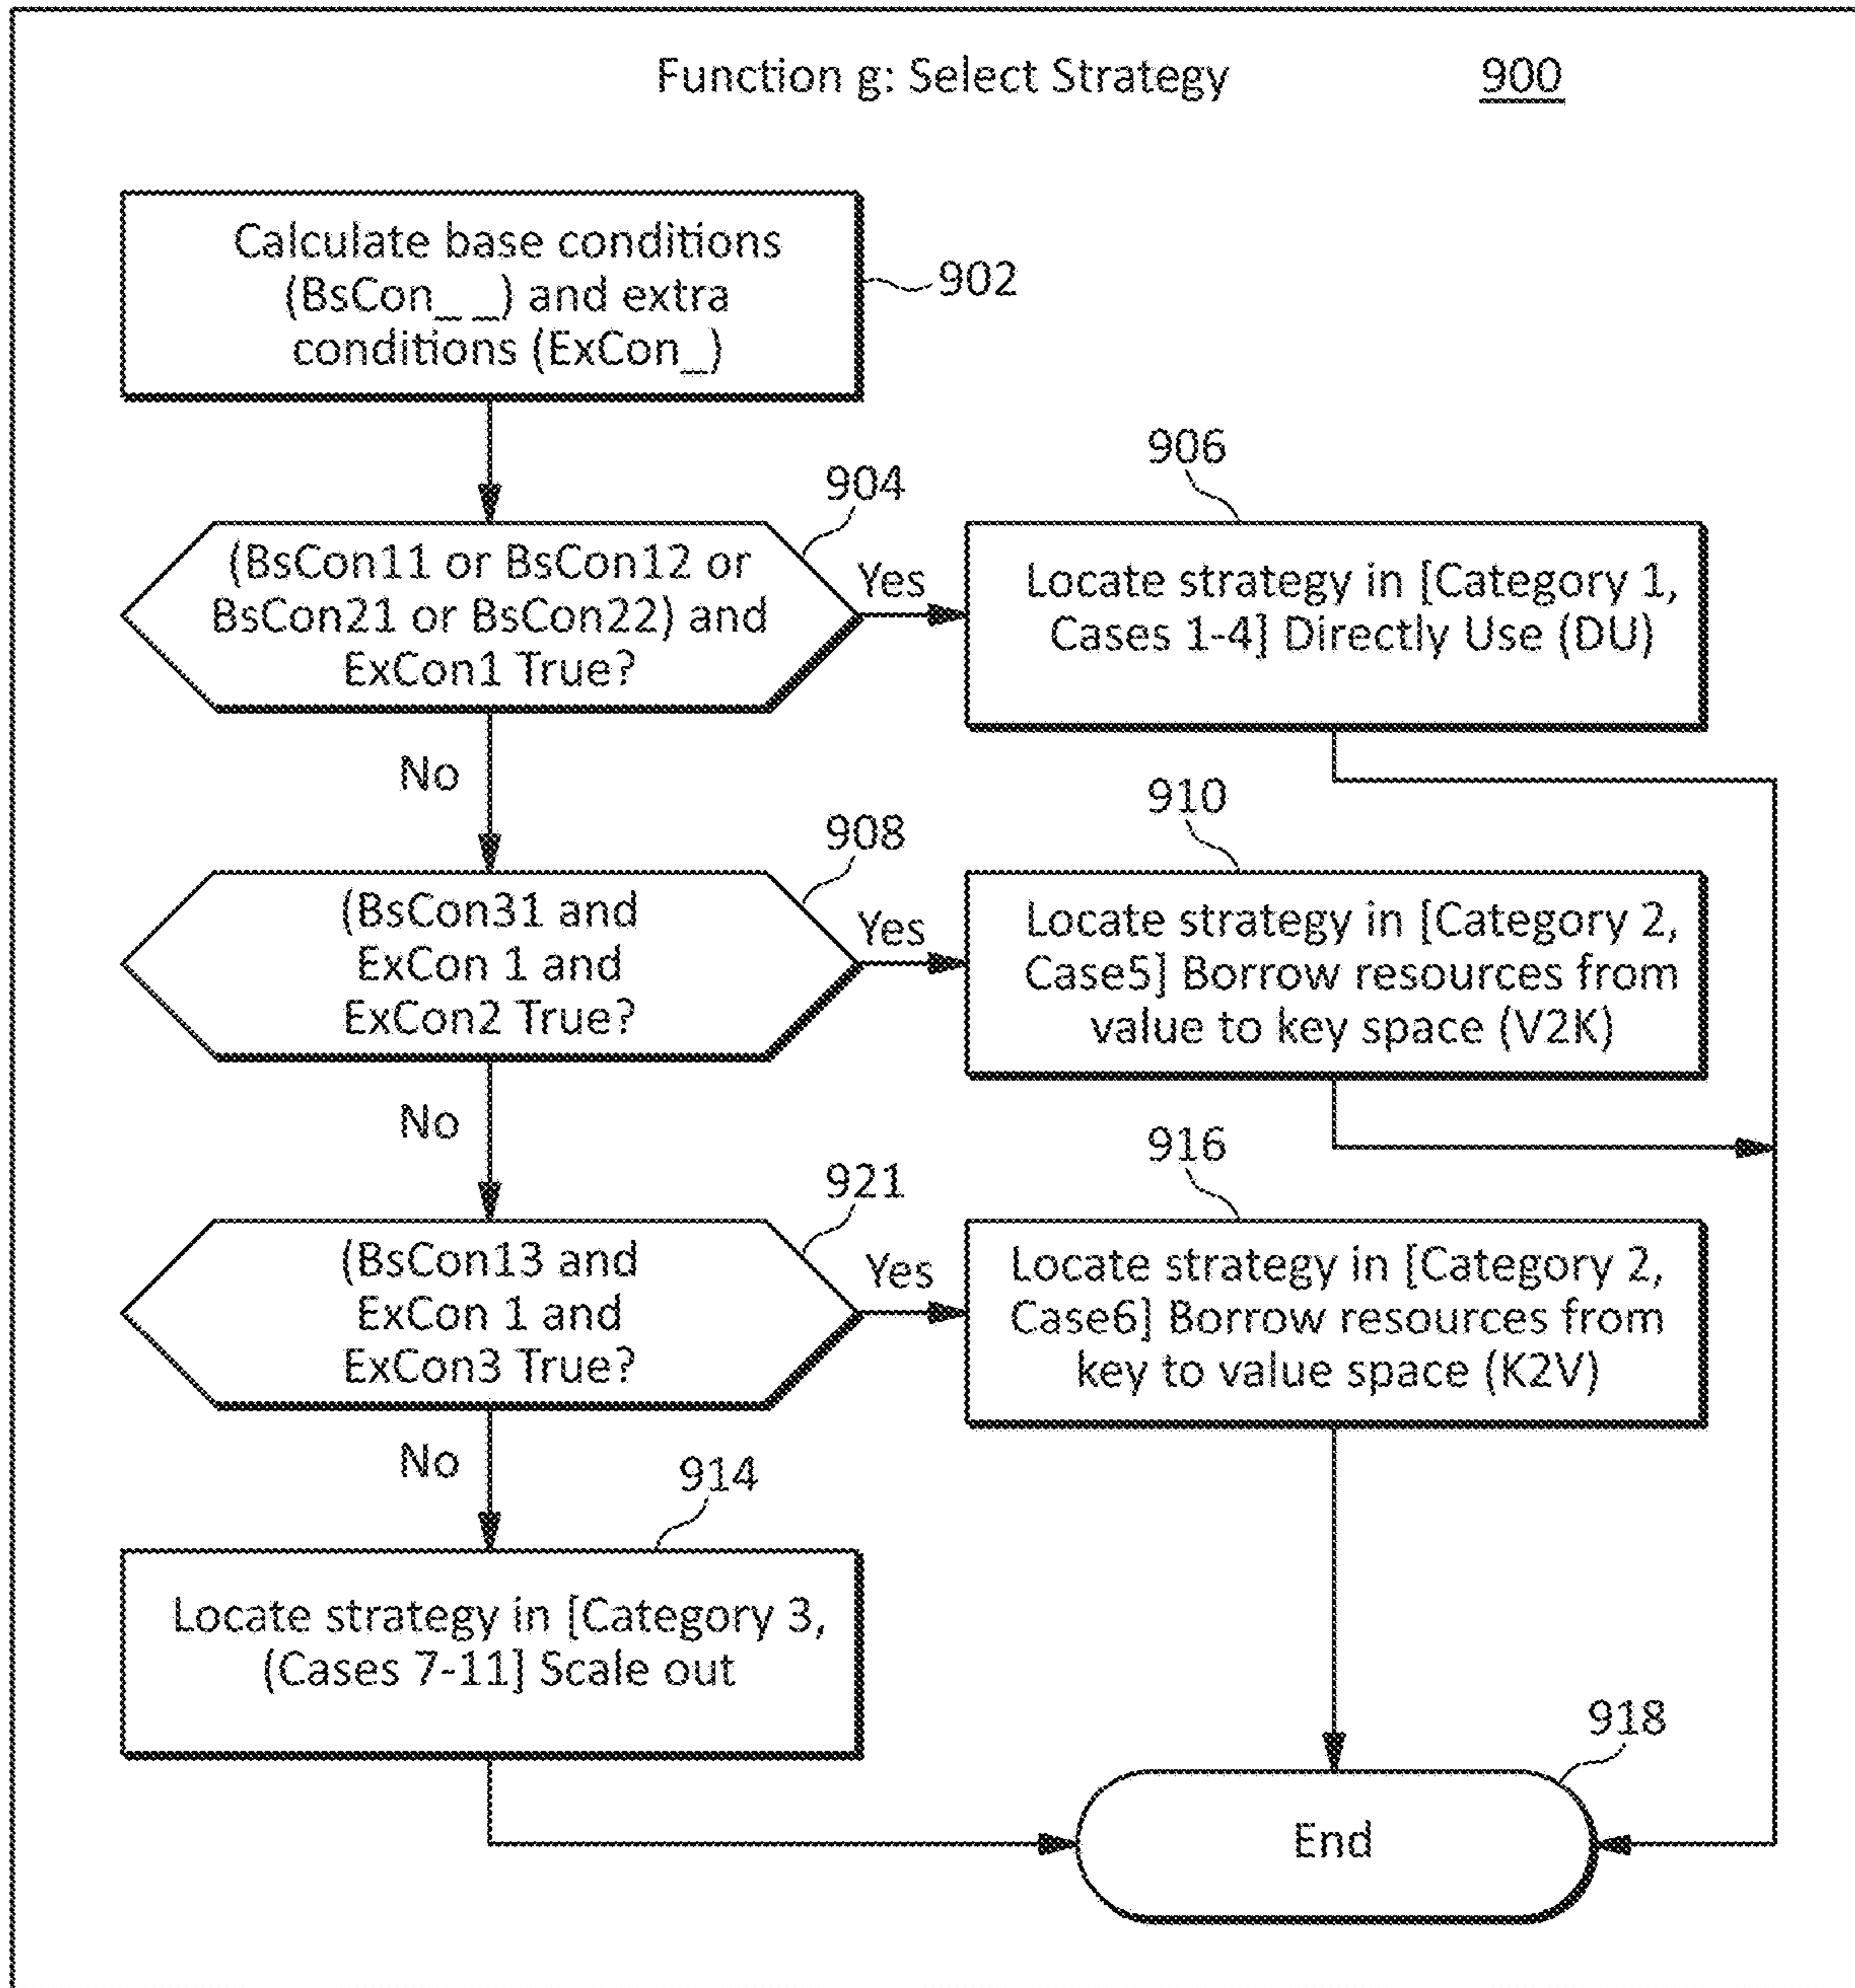 Function g: Select Strategy 900
Calculate base conditions
(BsCon_ _) and extra
conditions (ExCon_)
902
904
(BsCon11 or BsCon12 or
BsCon21 or BsCon22) and
ExCon1 True?
Yes
906
Locate strategy in [Category 1,
Cases 1-4] Directly Use (DU)
No
908
(BsCon31 and
ExCon 1 and
ExCon2 True?
Yes
910
Locate strategy in [Category 2,
Case5] Borrow resources from
value to key space (V2K)
No
921
(BsCon13 and
ExCon 1 and
ExCon3 True?
Yes
916
Locate strategy in [Category 2,
Case6] Borrow resources from
key to value space (K2V)
No
914
Locate strategy in [Category 3,
(Cases 7-11] Scale out
918
End